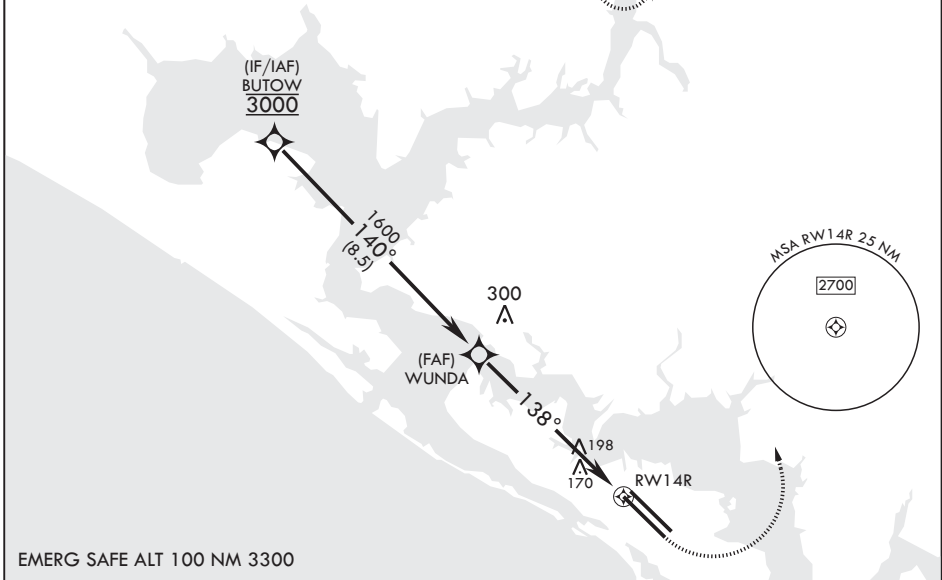 (IF/IAF)
BUTOW
3000
1600
140°
(8.5)
MSA RW14R 25 NM
2700
300
(FAF)
WUNDA
138°
198
170
RW14R
EMERG SAFE ALT 100 NM 3300